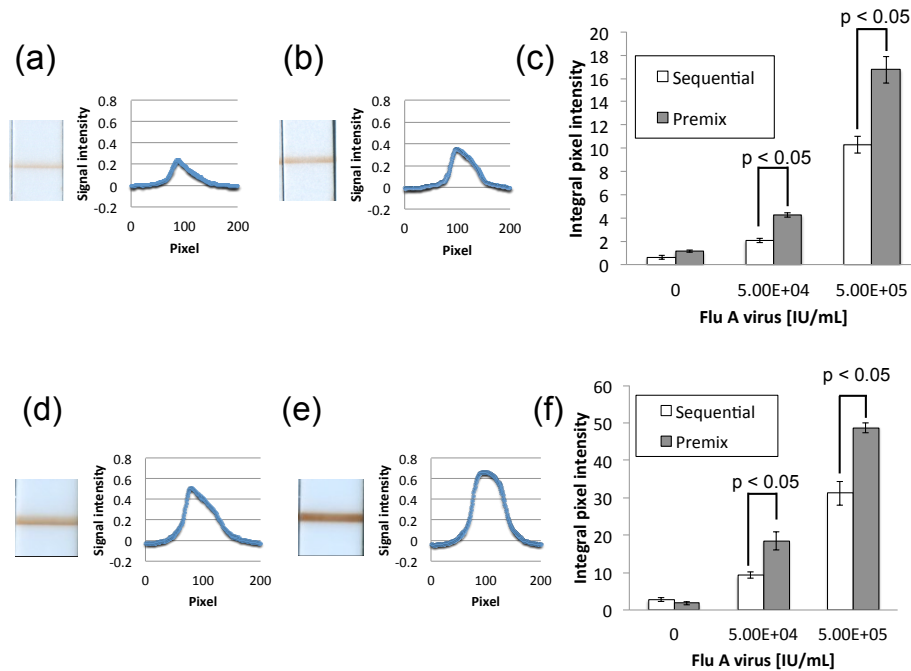 (a)
Signal intensity
0.8
0.6
0.4
0.2
0
-0.2
0 100 200
Pixel
(b)
Signal intensity
0.8
0.6
0.4
0.2
0
-0.2
0 100 200
Pixel
(c)
Integral pixel intensity
20
18
16
14
12
10
8
6
4
2
0
Sequential
Premix
p < 0.05
p < 0.05
0 5.00E+04 5.00E+05
Flu A virus [IU/mL]
(d)
Signal intensity
0.8
0.6
0.4
0.2
0
-0.2
0 100 200
Pixel
(e)
Signal intensity
0.8
0.6
0.4
0.2
0
-0.2
0 100 200
Pixel
(f)
Integral pixel intensity
60
50
40
30
20
10
0
Sequential
Premix
p < 0.05
p < 0.05
0 5.00E+04 5.00E+05
Flu A virus [IU/mL]